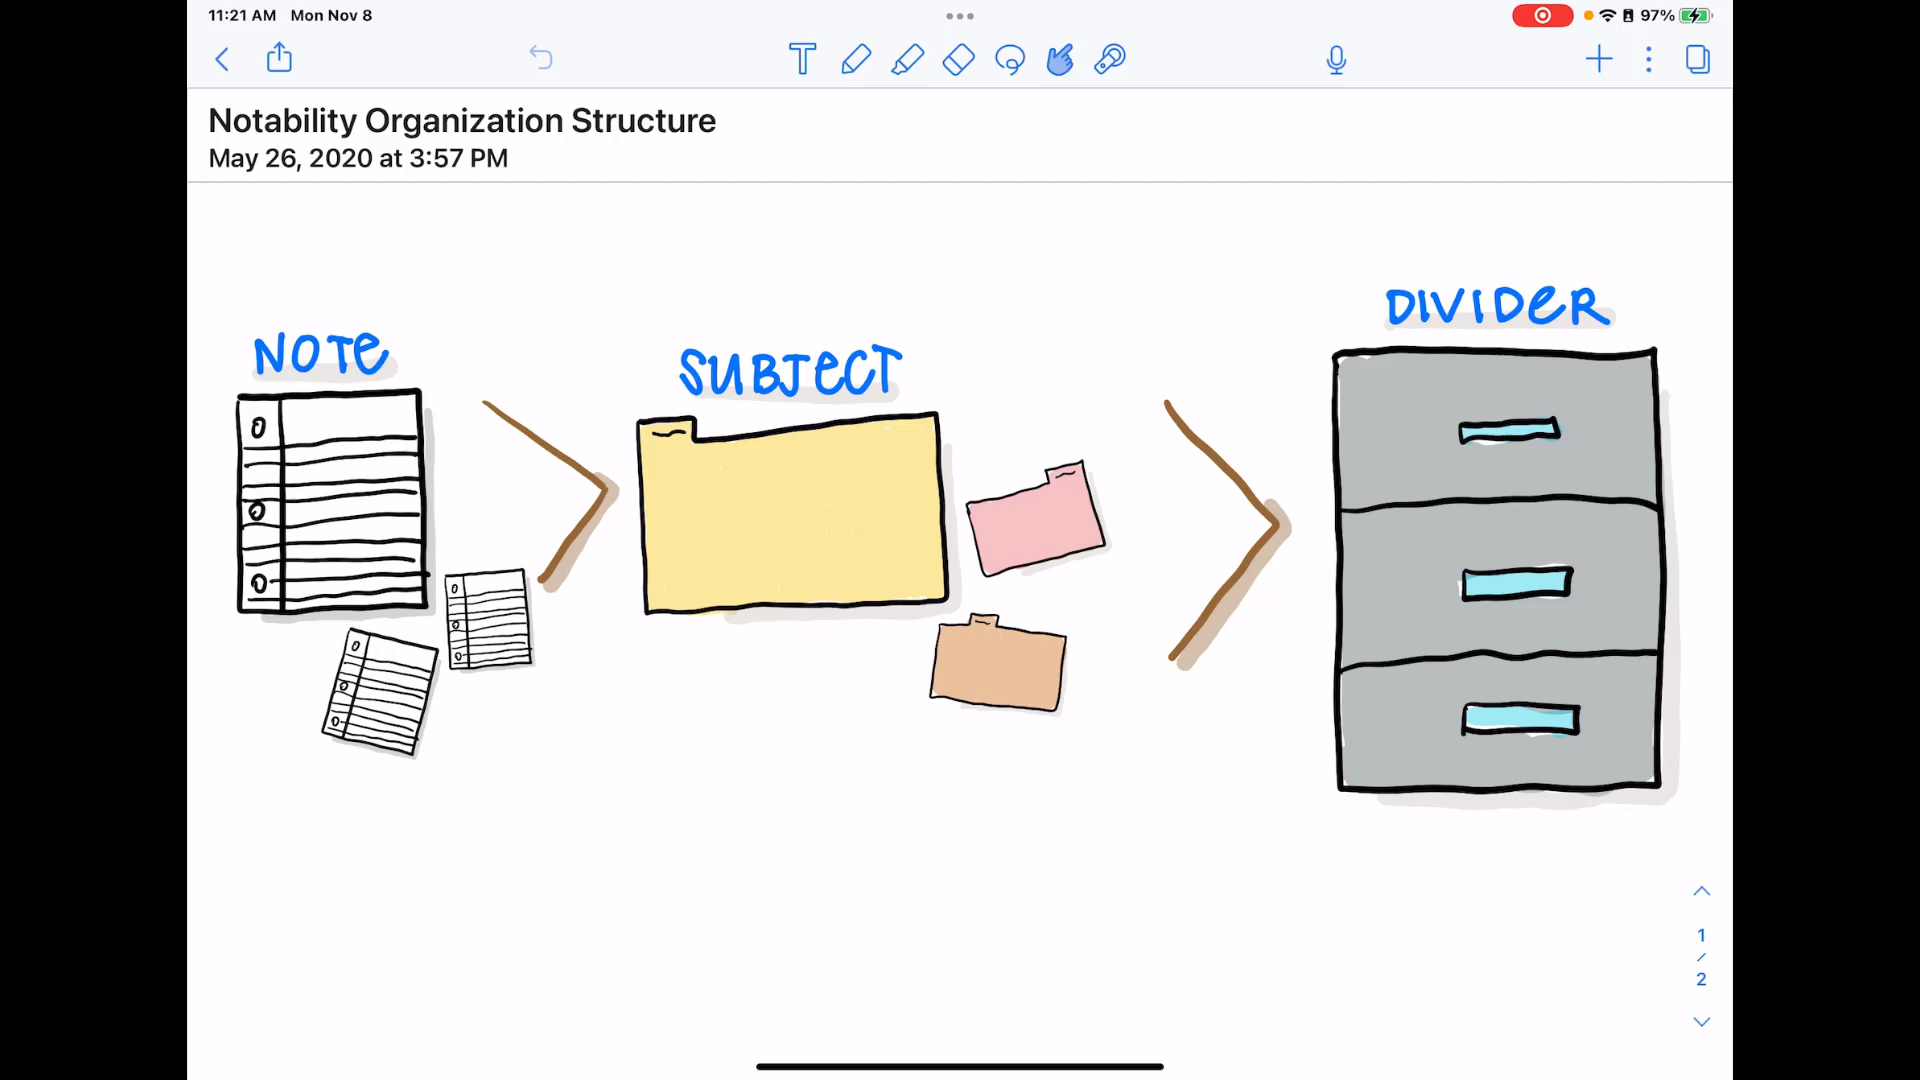 11:21 AM Mon Nov 8
97%
T
Notability Organization Structure
May 26, 2020 at 3:57 PM
NOTe
SUBJeCT
DIVIDeR
1
/
2